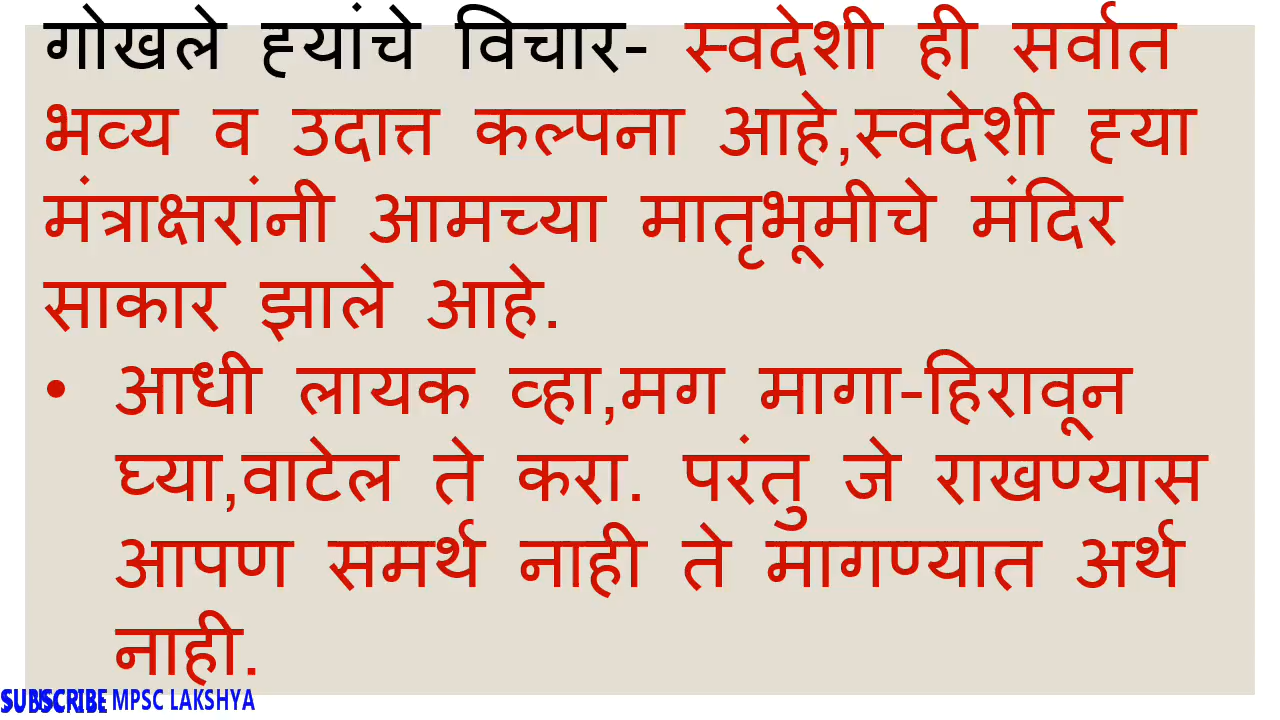 गोखले ह्यांचे विचार- स्वदेशी ही सर्वात
भव्य व उदात्त कल्पना आहे,स्वदेशी ह्या
मंत्राक्षरांनी आमच्या मातृभूमीचे मंदिर
साकार झाले आहे.
• आधी लायक व्हा,मग मागा-हिरावून
घ्या,वाटेल ते करा. परंतु जे राखण्यास
आपण समर्थ नाही ते मागण्यात अर्थ
नाही.
SUBSCRIBE MPSC LAKSHYA